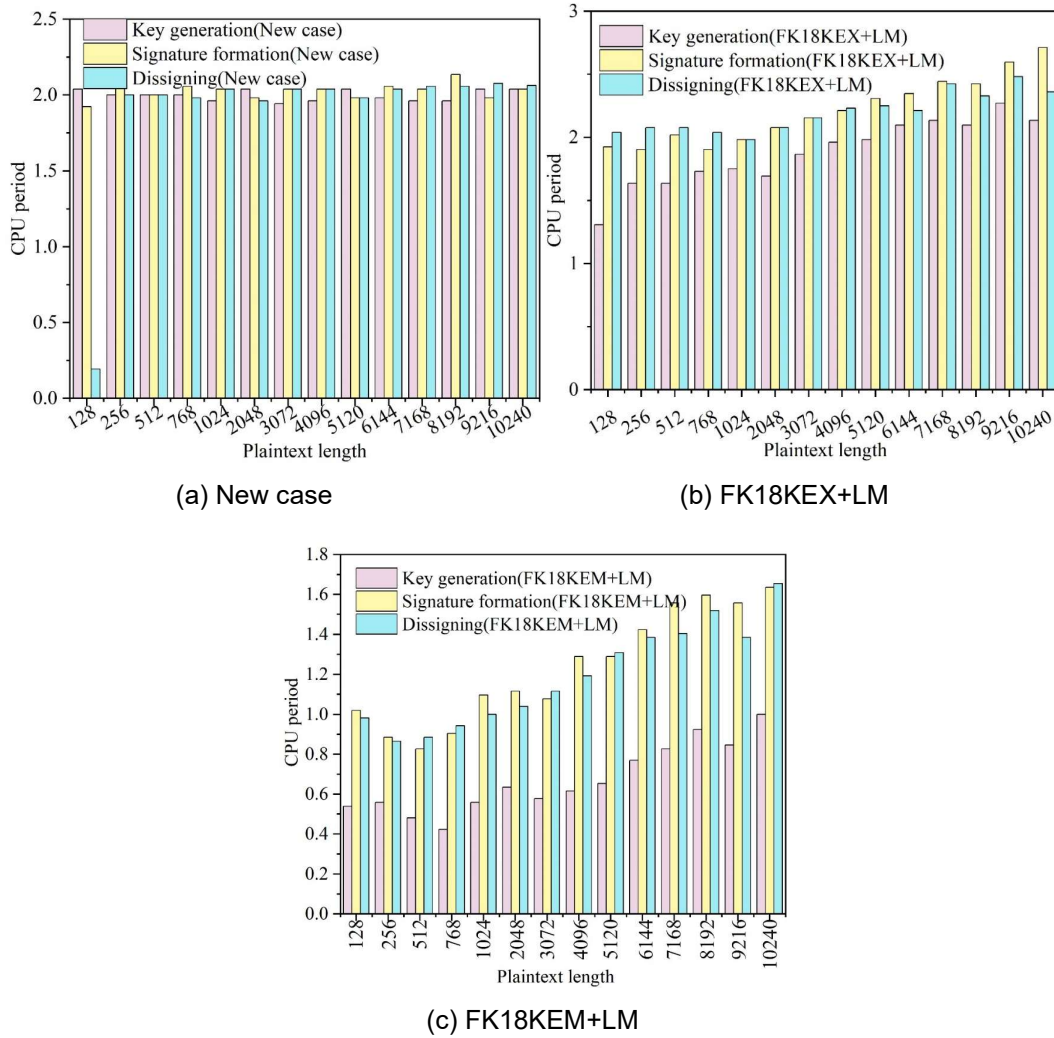 2.5
2.0
1.5
1.0
0.5
0.0
CPU period
Key generation(New case)
Signature formation(New case)
Dissigning(New case)
128 256 512 768 1024 2048 3072 4096 5120 6144 7168 8192 9216 10240
Plaintext length
(a) New case
3
2
1
0
CPU period
Key generation(FK18KEX+LM)
Signature formation(FK18KEX+LM)
Dissigning(FK18KEX+LM)
128 256 512 768 1024 2048 3072 4096 5120 6144 7168 8192 9216 10240
Plaintext length
(b) FK18KEX+LM
1.8
1.6
1.4
1.2
1.0
0.8
0.6
0.4
0.2
0.0
CPU period
Key generation(FK18KEM+LM)
Signature formation(FK18KEM+LM)
Dissigning(FK18KEM+LM)
128 256 512 768 1024 2048 3072 4096 5120 6144 7168 8192 9216 10240
Plaintext length
(c) FK18KEM+LM